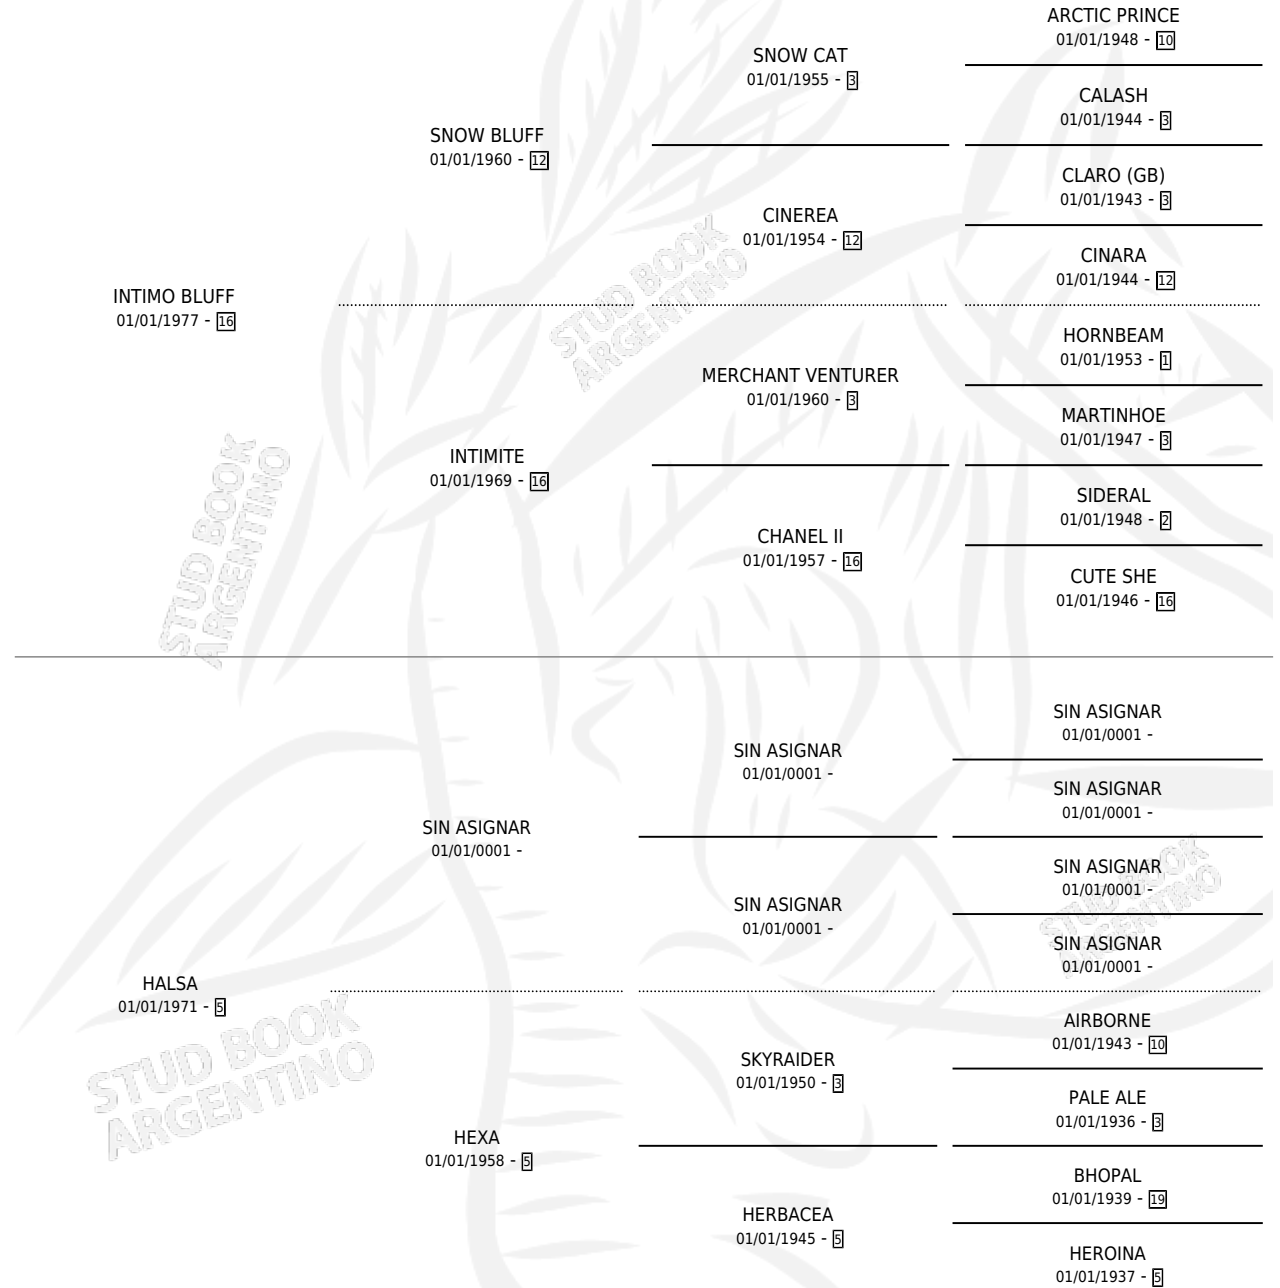 ARCTIC PRINCE
01/01/1948 - 10
SNOW CAT
01/01/1955 - 3
CALASH
01/01/1944 - 3
SNOW BLUFF
01/01/1960 - 12
CLARO (GB)
01/01/1943 - 3
CINEREA
01/01/1954 - 12
CINARA
01/01/1944 - 12
INTIMO BLUFF
01/01/1977 - 16
HORNBEAM
01/01/1953 - 1
MERCHANT VENTURER
01/01/1960 - 3
MARTINHOE
01/01/1947 - 3
INTIMITE
01/01/1969 - 16
SIDERAL
01/01/1948 - 2
CHANEL II
01/01/1957 - 16
CUTE SHE
01/01/1946 - 16
SIN ASIGNAR
01/01/0001 -
SIN ASIGNAR
01/01/0001 -
SIN ASIGNAR
01/01/0001 -
SIN ASIGNAR
01/01/0001 -
SIN ASIGNAR
01/01/0001 -
SIN ASIGNAR
01/01/0001 -
SIN ASIGNAR
01/01/0001 -
HALSA
01/01/1971 - 5
AIRBORNE
01/01/1943 - 10
SKYRAIDER
01/01/1950 - 3
PALE ALE
01/01/1936 - 3
HEXA
01/01/1958 - 5
BHOPAL
01/01/1939 - 19
HERBACEA
01/01/1945 - 5
HEROINA
01/01/1937 - 5
STUD BOOK
ARGENTINO
STUD BOOK
ARGENTINO
STUD BOOK
ARGENTINO
STUD BOOK
ARGENTINO